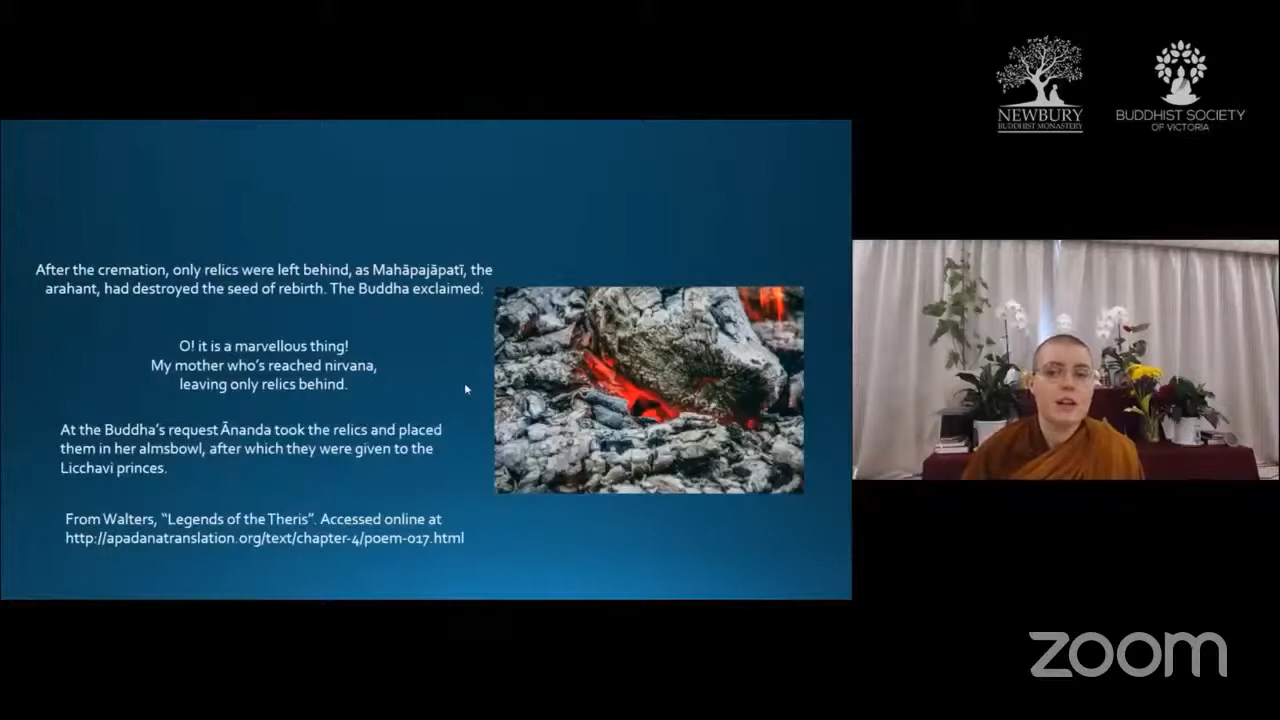 NEWBURY
BUDDHIST MONASTERY
BUDDHIST SOCIETY
OF VICTORIA
After the cremation, only relics were left behind, as Mahāpajāpatī, the
arahant, had destroyed the seed of rebirth. The Buddha exclaimed:
O! it is a marvellous thing!
My mother who's reached nirvana,
leaving only relics behind.
At the Buddha's request Ānanda took the relics and placed
them in her almsbowl, after which they were given to the
Licchavi princes.
From Walters, "Legends of the Theris". Accessed online at
http://apadanatranslation.org/text/chapter-4/poem-017.html
zoom